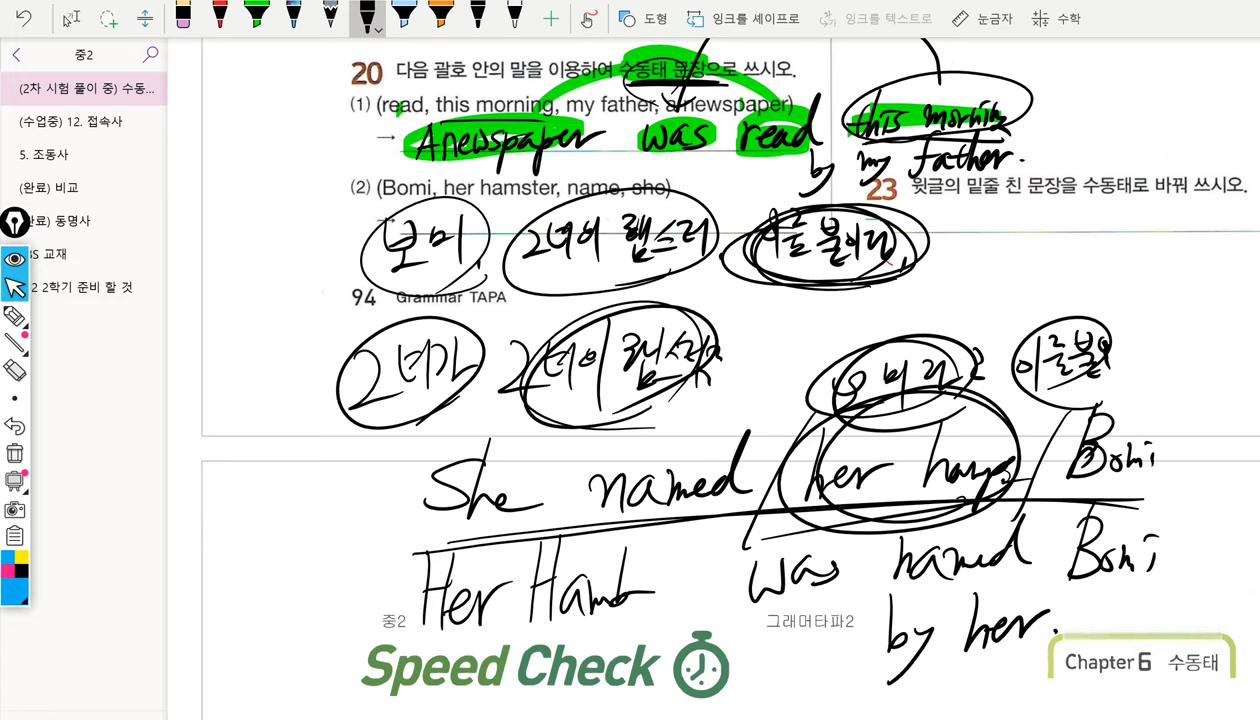 도형 잉크를 셰이프로 잉크를 텍스트로 눈금자 수학
중2
(2차 시험 풀이 중) 수동...
(수업중) 12. 접속사
5. 조동사
(완료) 비교
완료) 동명사
BS 교재
2 2학기 준비 할 것
20 다음 괄호 안의 말을 이용하여 수동태 문장으로 쓰시오.
(1) (read, this morning, my father, a newspaper)
→ A newspaper was read this morning
by my father.
(2) (Bomi, her hamster, name, she)
→
23 윗글의 밑줄 친 문장을 수동태로 바꿔 쓰시오.
보미, 그녀의 햄스터, 이름 붙이다,
94 Grammar TAPA
그녀가 그녀의 햄스터
She named her hams Bomi
Her Hamt was named Bomi
by her.
중2 그래머타파2
Speed Check
Chapter 6 수동태